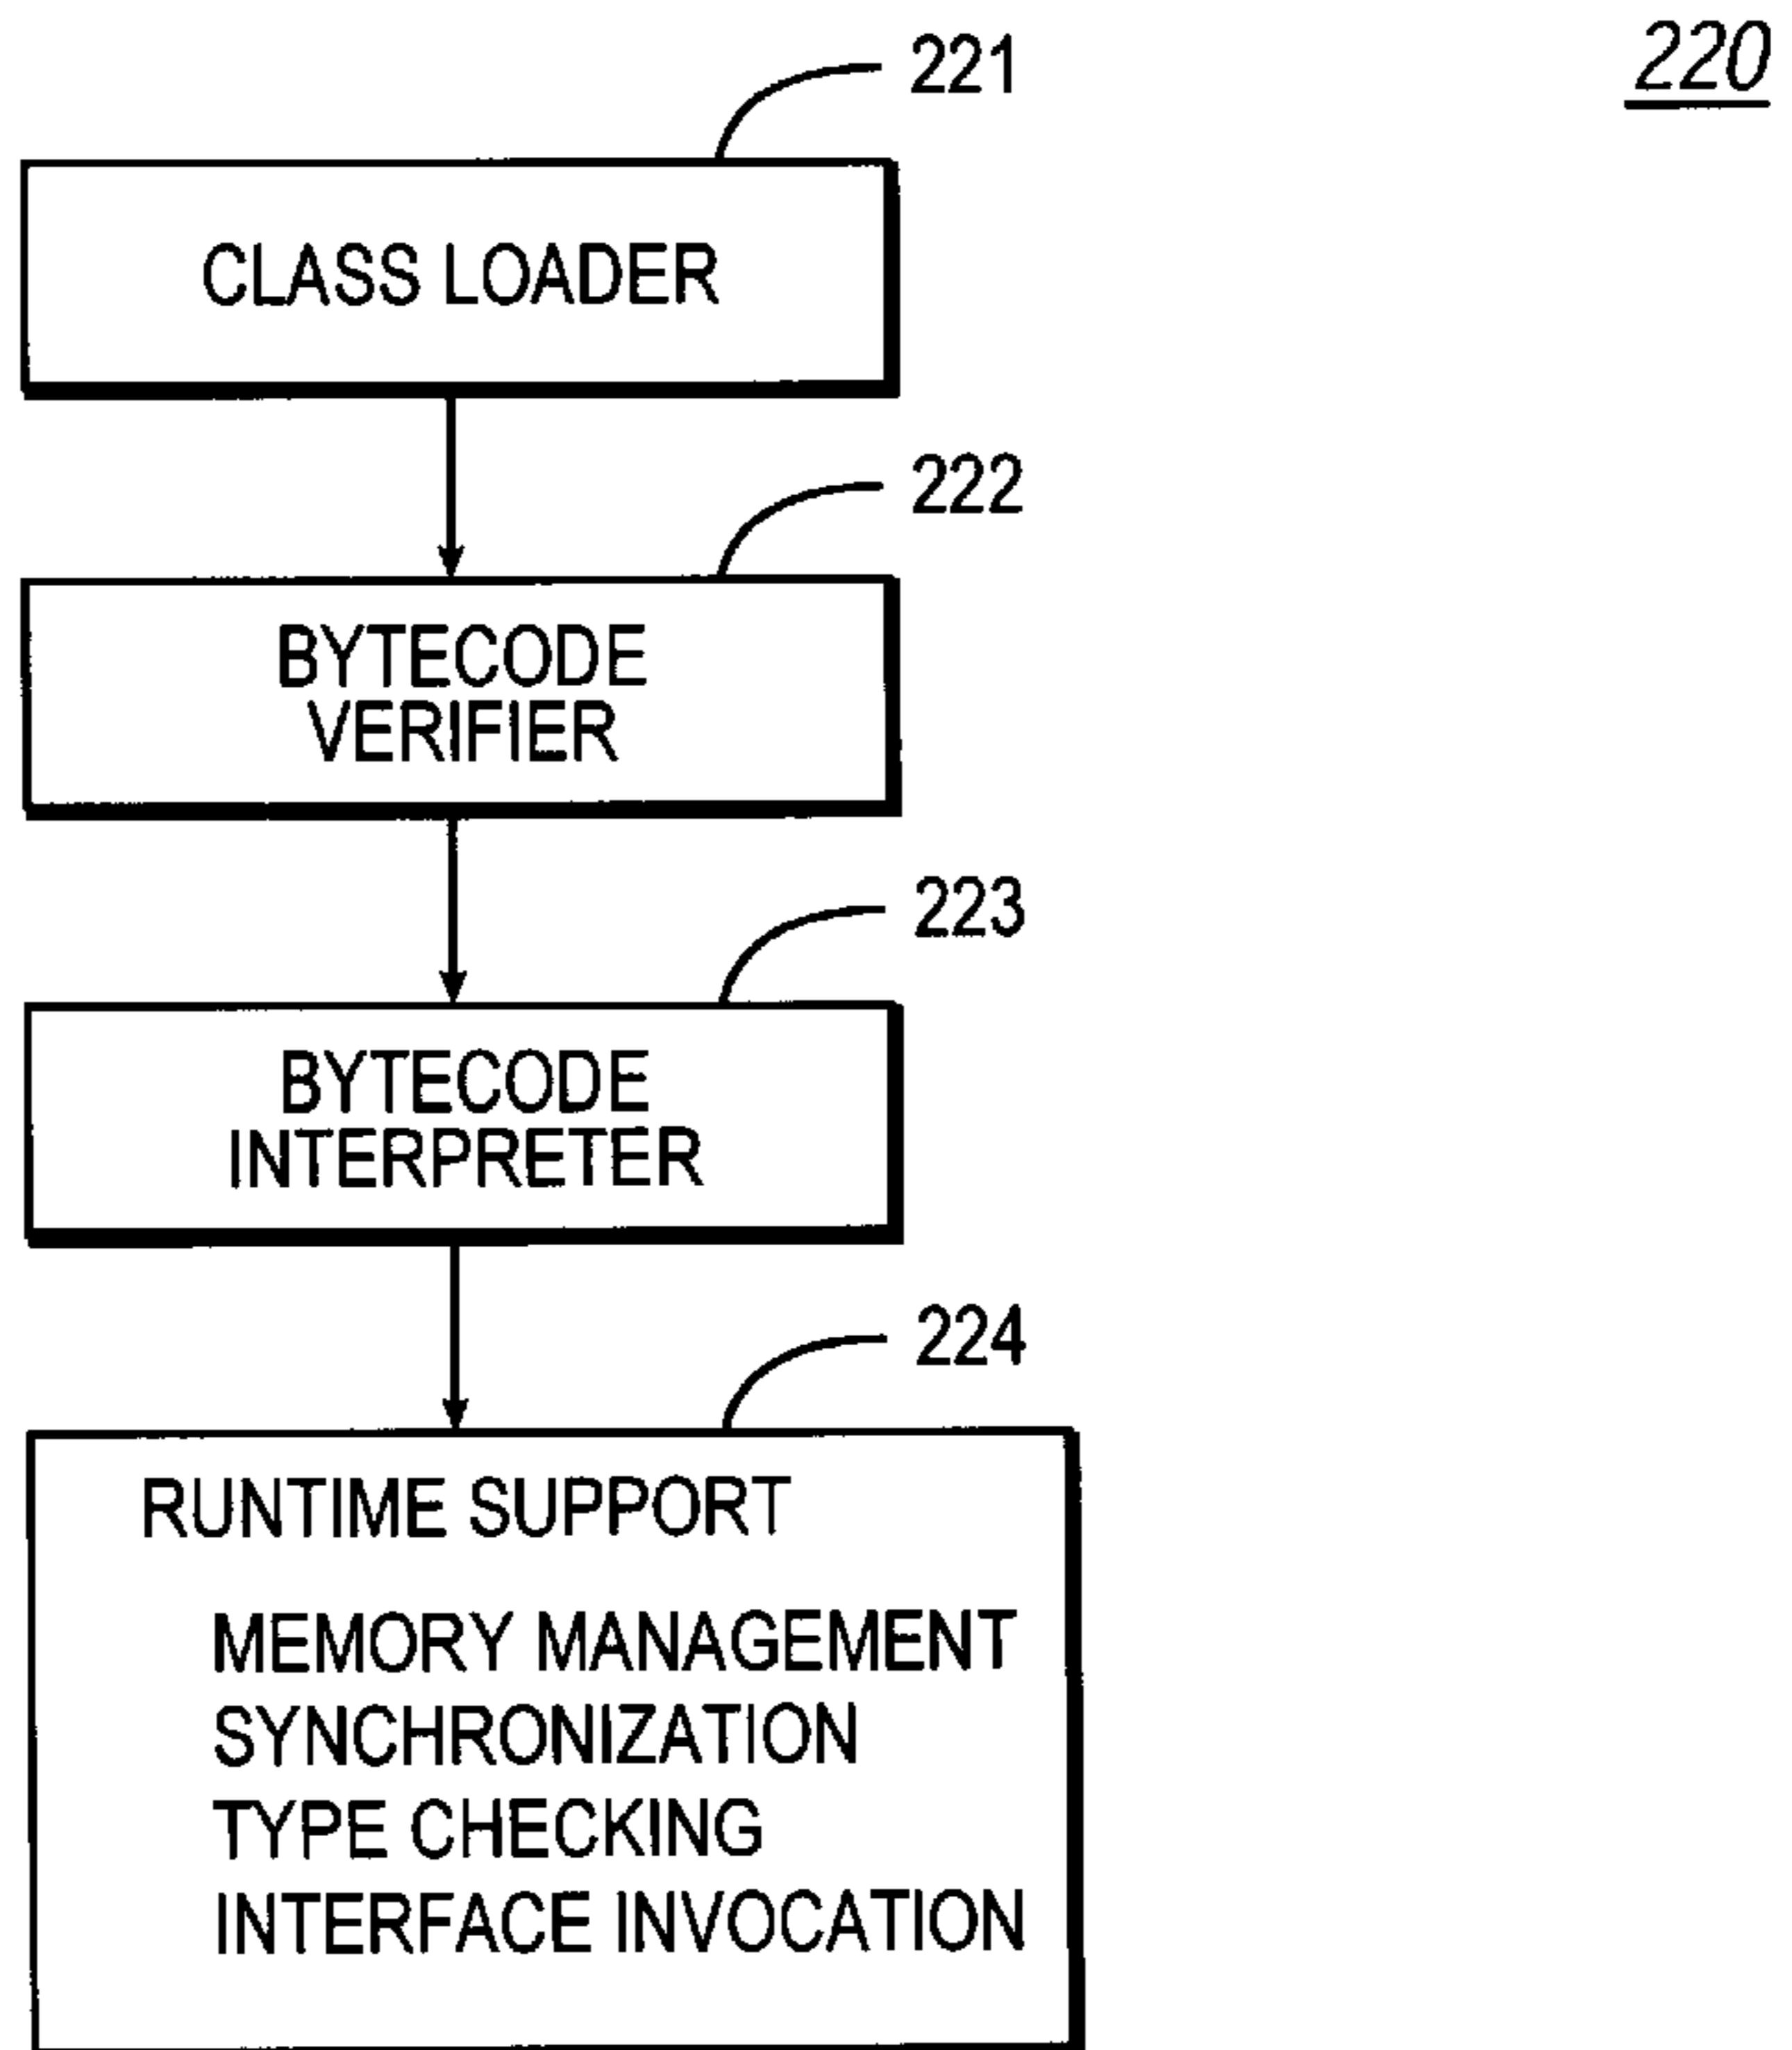 220
221
CLASS LOADER
222
BYTECODE
VERIFIER
223
BYTECODE
INTERPRETER
224
RUNTIME SUPPORT
MEMORY MANAGEMENT
SYNCHRONIZATION
TYPE CHECKING
INTERFACE INVOCATION